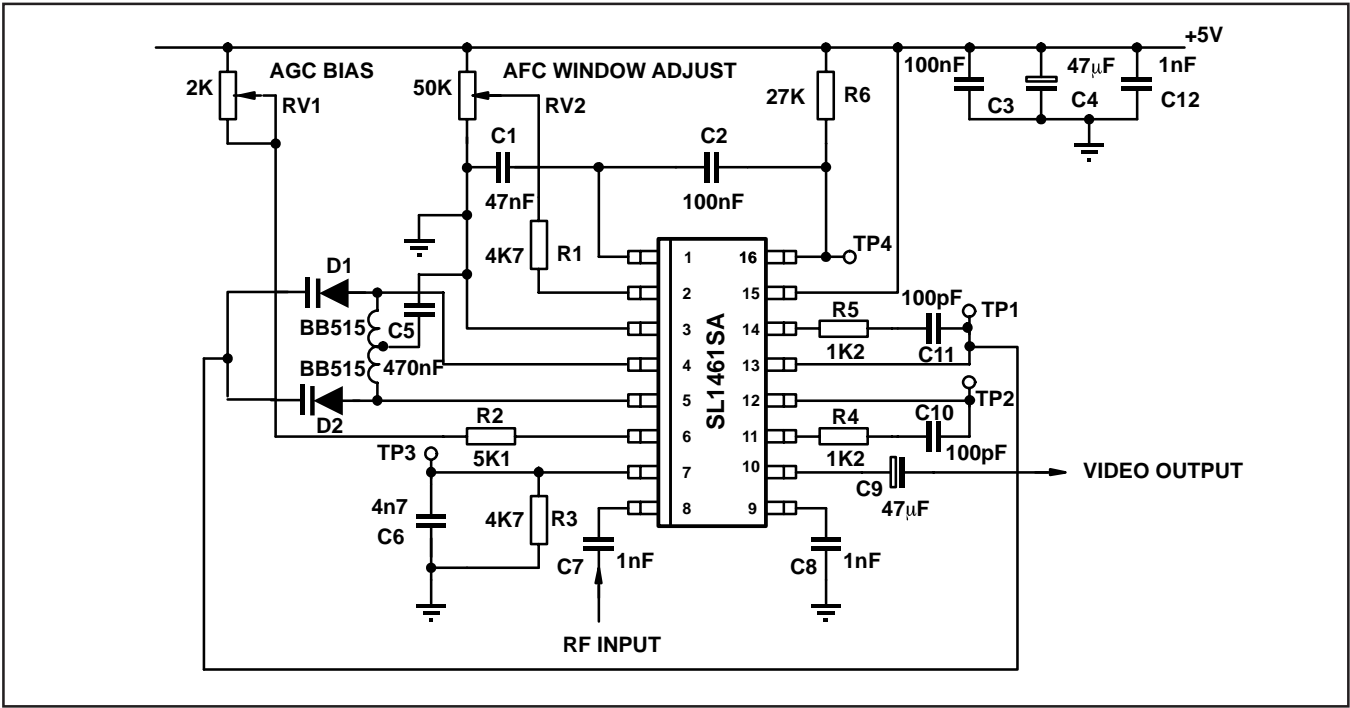 +5V
AGC BIAS
AFC WINDOW ADJUST
100nF
47µF
1nF
2K
RV1
50K
RV2
27K
R6
C3
C4
C12
C1
C2
47nF
100nF
4K7
R1
TP4
D1
1
16
2
15
100pF
TP1
BB515
C5
3
14
R5
1K2
C11
BB515
470nF
4
13
D2
5
12
TP2
R2
5K1
6
11
R4
1K2
C10
100pF
SL1461SA
TP3
7
10
C9
47µF
VIDEO OUTPUT
4n7
C6
4K7
R3
8
9
C7
1nF
C8
1nF
RF INPUT